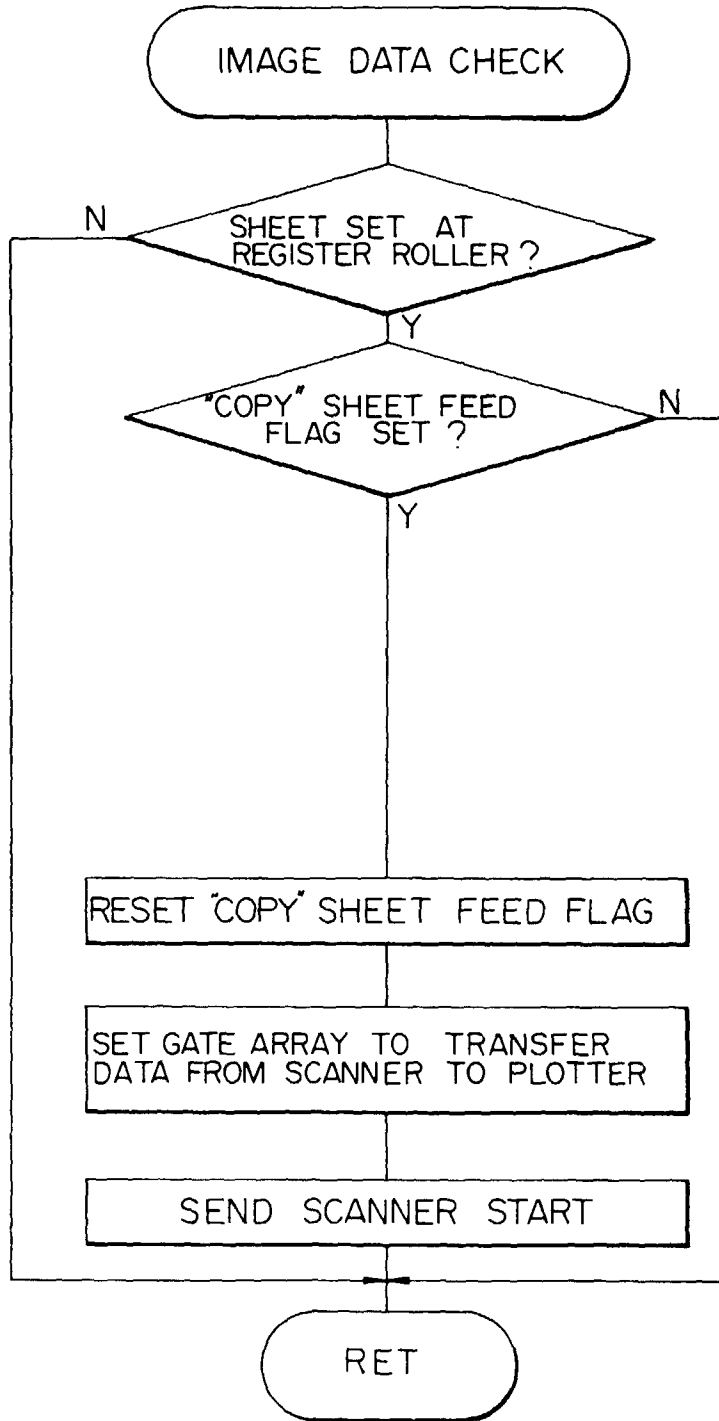 IMAGE DATA CHECK
N
SHEET SET AT
REGISTER ROLLER ?
Y
"COPY" SHEET FEED
FLAG SET ?
N
Y
RESET "COPY" SHEET FEED FLAG
SET GATE ARRAY TO TRANSFER
DATA FROM SCANNER TO PLOTTER
SEND SCANNER START
RET